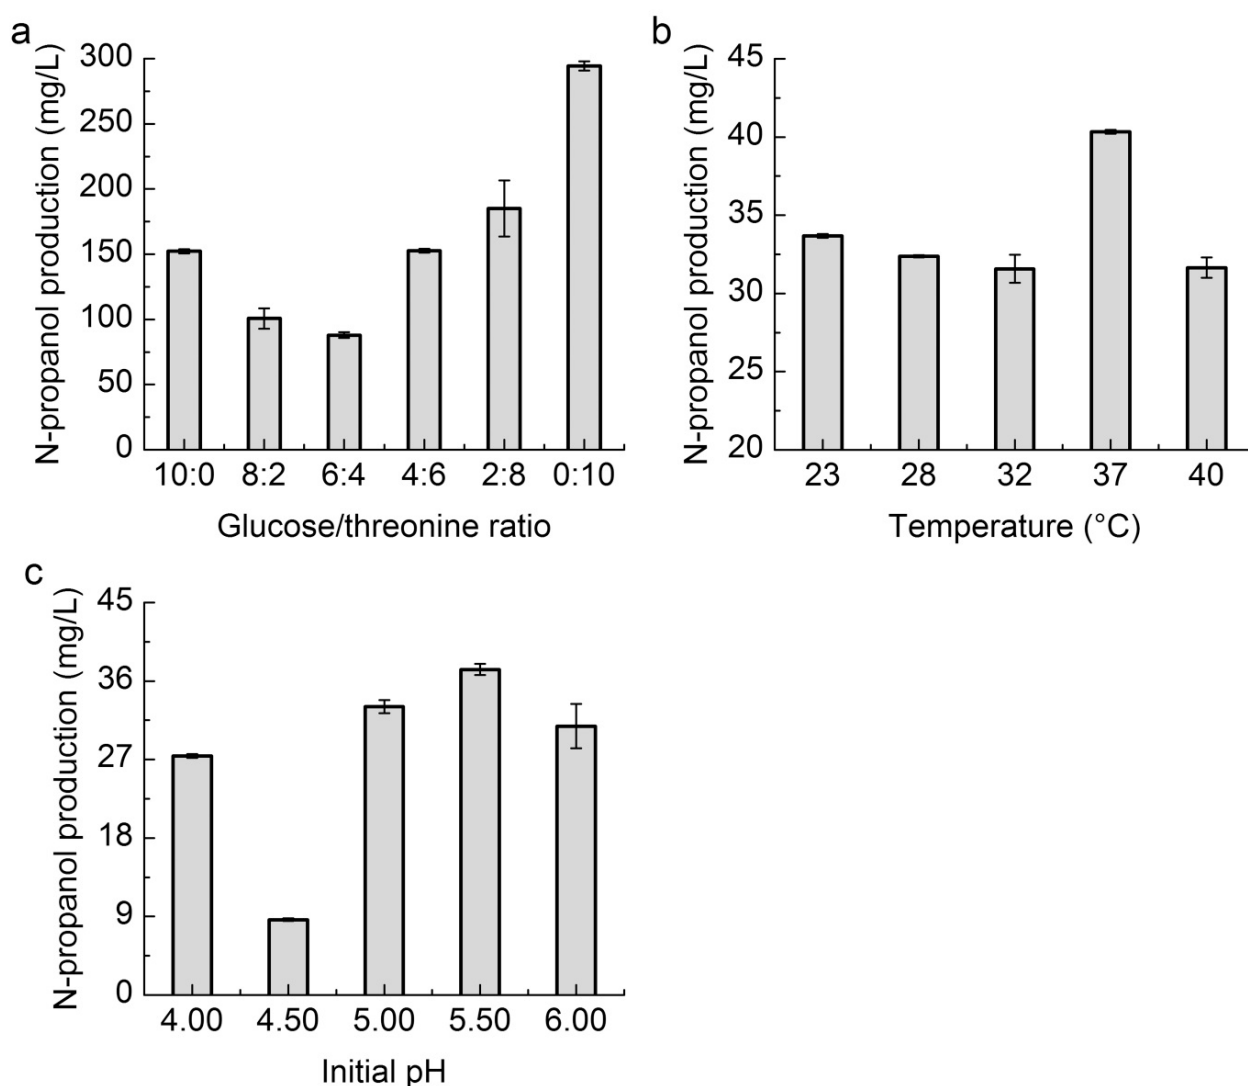 a
N-propanol production (mg/L)
300
250
200
150
100
50
0
10:0 8:2 6:4 4:6 2:8 0:10
Glucose/threonine ratio
b
N-propanol production (mg/L)
45
40
35
30
25
20
23 28 32 37 40
Temperature (°C)
c
N-propanol production (mg/L)
45
36
27
18
9
0
4.00 4.50 5.00 5.50 6.00
Initial pH